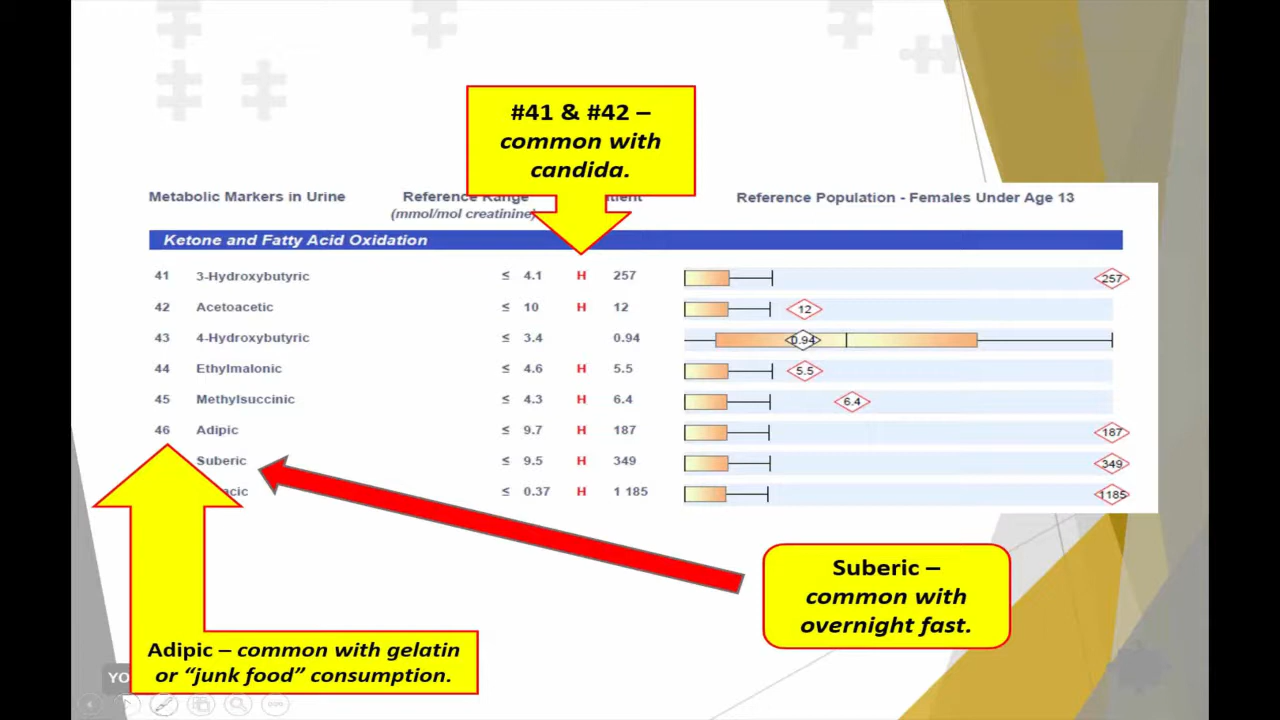 #41 & #42 –
common with
candida.
Metabolic Markers in Urine Reference Range Reference Population - Females Under Age 13
(mmol/mol creatinine)
Ketone and Fatty Acid Oxidation
41 3-Hydroxybutyric ≤ 4.1 H 257 257
42 Acetoacetic ≤ 10 H 12 12
43 4-Hydroxybutyric ≤ 3.4 0.94 0.94
44 Ethylmalonic ≤ 4.6 H 5.5 5.5
45 Methylsuccinic ≤ 4.3 H 6.4 6.4
46 Adipic ≤ 9.7 H 187 187
Suberic ≤ 9.5 H 349 349
≤ 0.37 H 1 185 1185
Suberic –
common with
overnight fast.
Adipic – common with gelatin
or “junk food” consumption.